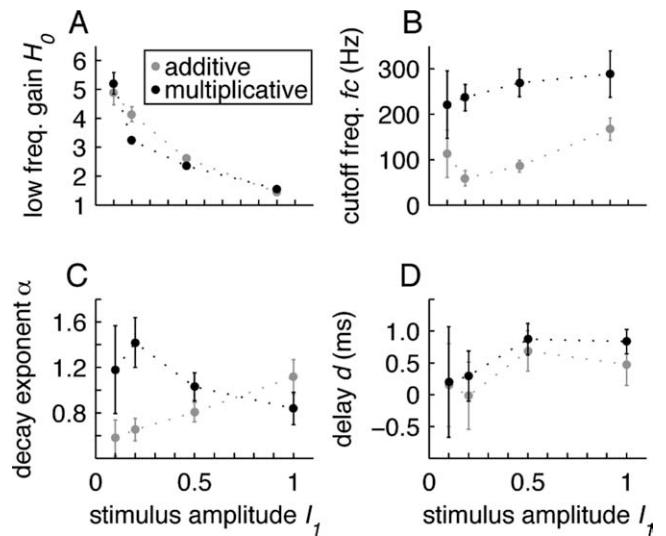 A
low freq. gain H0
6
5
4
3
2
1
additive
multiplicative
B
cutoff freq. fc (Hz)
300
200
100
0
C
decay exponent α
1.6
1.2
0.8
0
0.5
1
stimulus amplitude I1
D
delay d (ms)
1.0
0.5
0
−0.5
0
0.5
1
stimulus amplitude I1